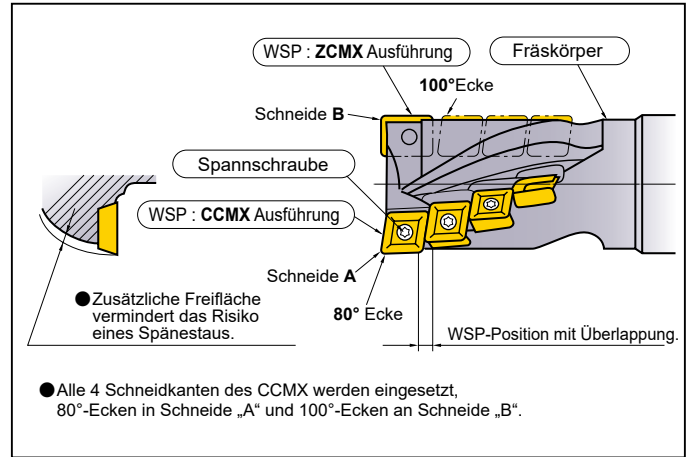 WSP : ZCMX Ausführung
Fräskörper
100°Ecke
Schneide B
Spannschraube
WSP : CCMX Ausführung
Schneide A
80° Ecke
●Zusätzliche Freifläche
vermindert das Risiko
eines Spänestaus.
WSP-Position mit Überlappung.
●Alle 4 Schneidkanten des CCMX werden eingesetzt,
80°-Ecken in Schneide „A“ und 100°-Ecken an Schneide „B“.